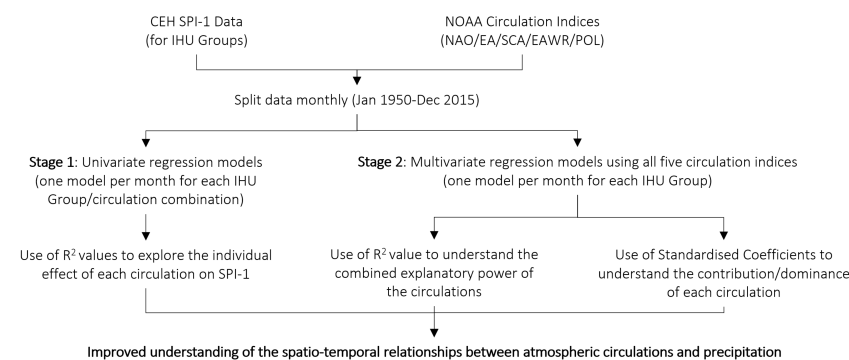 CEH SPI-1 Data
(for IHU Groups)
NOAA Circulation Indices
(NAO/EA/SCA/EAWR/POL)
Split data monthly (Jan 1950-Dec 2015)
Stage 1: Univariate regression models
(one model per month for each IHU
Group/circulation combination)
Stage 2: Multivariate regression models using all five circulation indices
(one model per month for each IHU Group)
Use of R² values to explore the individual
effect of each circulation on SPI-1
Use of R² value to understand the
combined explanatory power of
the circulations
Use of Standardised Coefficients to
understand the contribution/dominance
of each circulation
Improved understanding of the spatio-temporal relationships between atmospheric circulations and precipitation